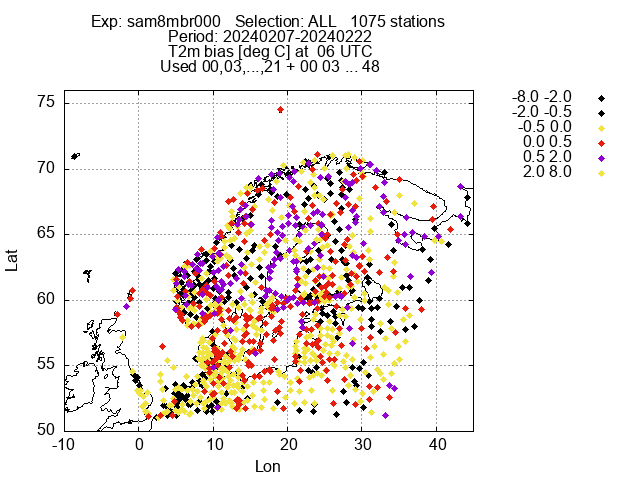 Exp: sam8mbr000 Selection: ALL 1075 stations
Period: 20240207-20240222
T2m bias [deg C] at 06 UTC
Used 00,03,...,21 + 00 03 ... 48
-8.0 -2.0
-2.0 -0.5
-0.5 0.0
0.0 0.5
0.5 2.0
2.0 8.0
75
70
65
60
55
50
Lat
-10 0 10 20 30 40
Lon